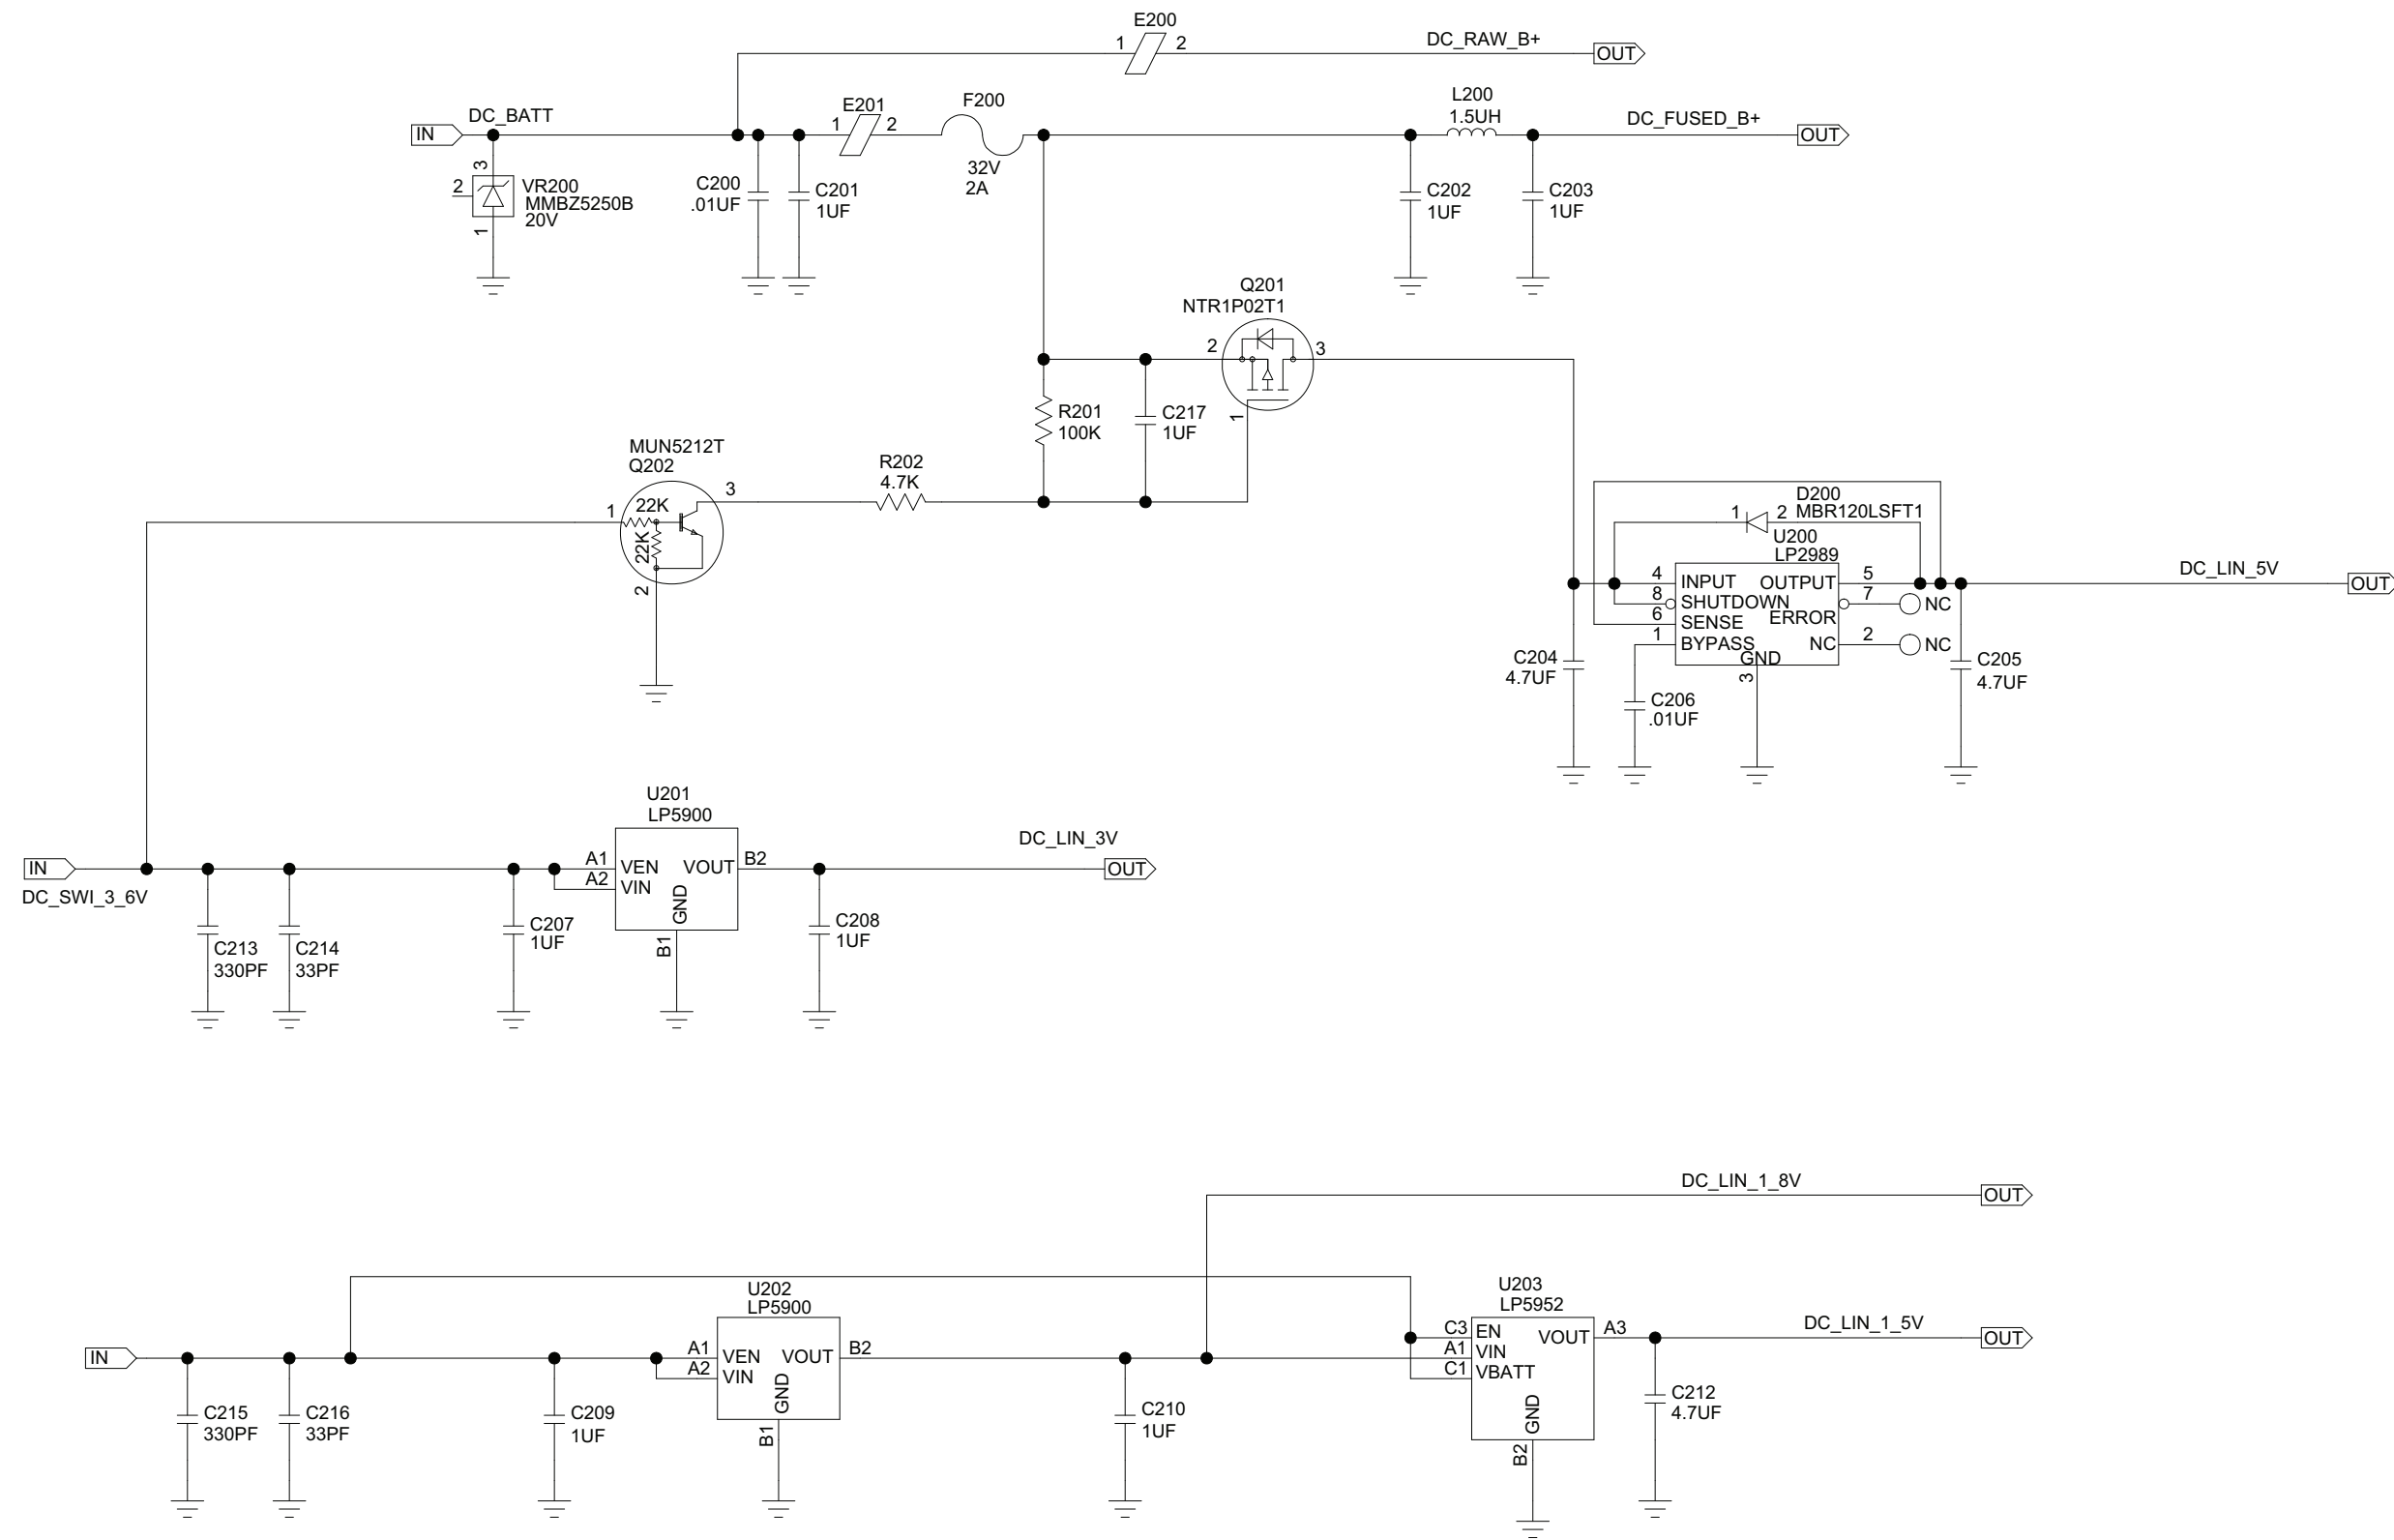 E200
1 2 DC_RAW_B+ OUT
DC_BATT E201 F200 L200
1.5UH
DC_FUSED_B+
IN 1 2 OUT
32V
2A
3
2 VR200
MMBZ5250B
20V
1
C200
.01UF
C201
1UF
C202
1UF
C203
1UF
Q201
NTR1P02T1
2 3
1
R201
100K
C217
1UF
MUN5212T
Q202
R202
4.7K
1 22K 3
22K
2
D200
1 2 MBR120LSFT1
U200
LP2989
4 INPUT OUTPUT 5
8 SHUTDOWN 7 NC
6 SENSE ERROR
1 BYPASS NC 2 NC
GND
3
DC_LIN_5V
OUT
C204
4.7UF
C205
4.7UF
C206
.01UF
U201
LP5900
DC_LIN_3V
IN A1 VEN VOUT B2 OUT
A2 VIN
GND
B1
DC_SWI_3_6V
C213
330PF
C214
33PF
C207
1UF
C208
1UF
DC_LIN_1_8V
OUT
U202
LP5900
IN A1 VEN VOUT B2
A2 VIN
GND
B1
U203
LP5952
C3 EN VOUT A3
A1 VIN
C1 VBATT
GND
B2
DC_LIN_1_5V
OUT
C215
330PF
C216
33PF
C209
1UF
C210
1UF
C212
4.7UF